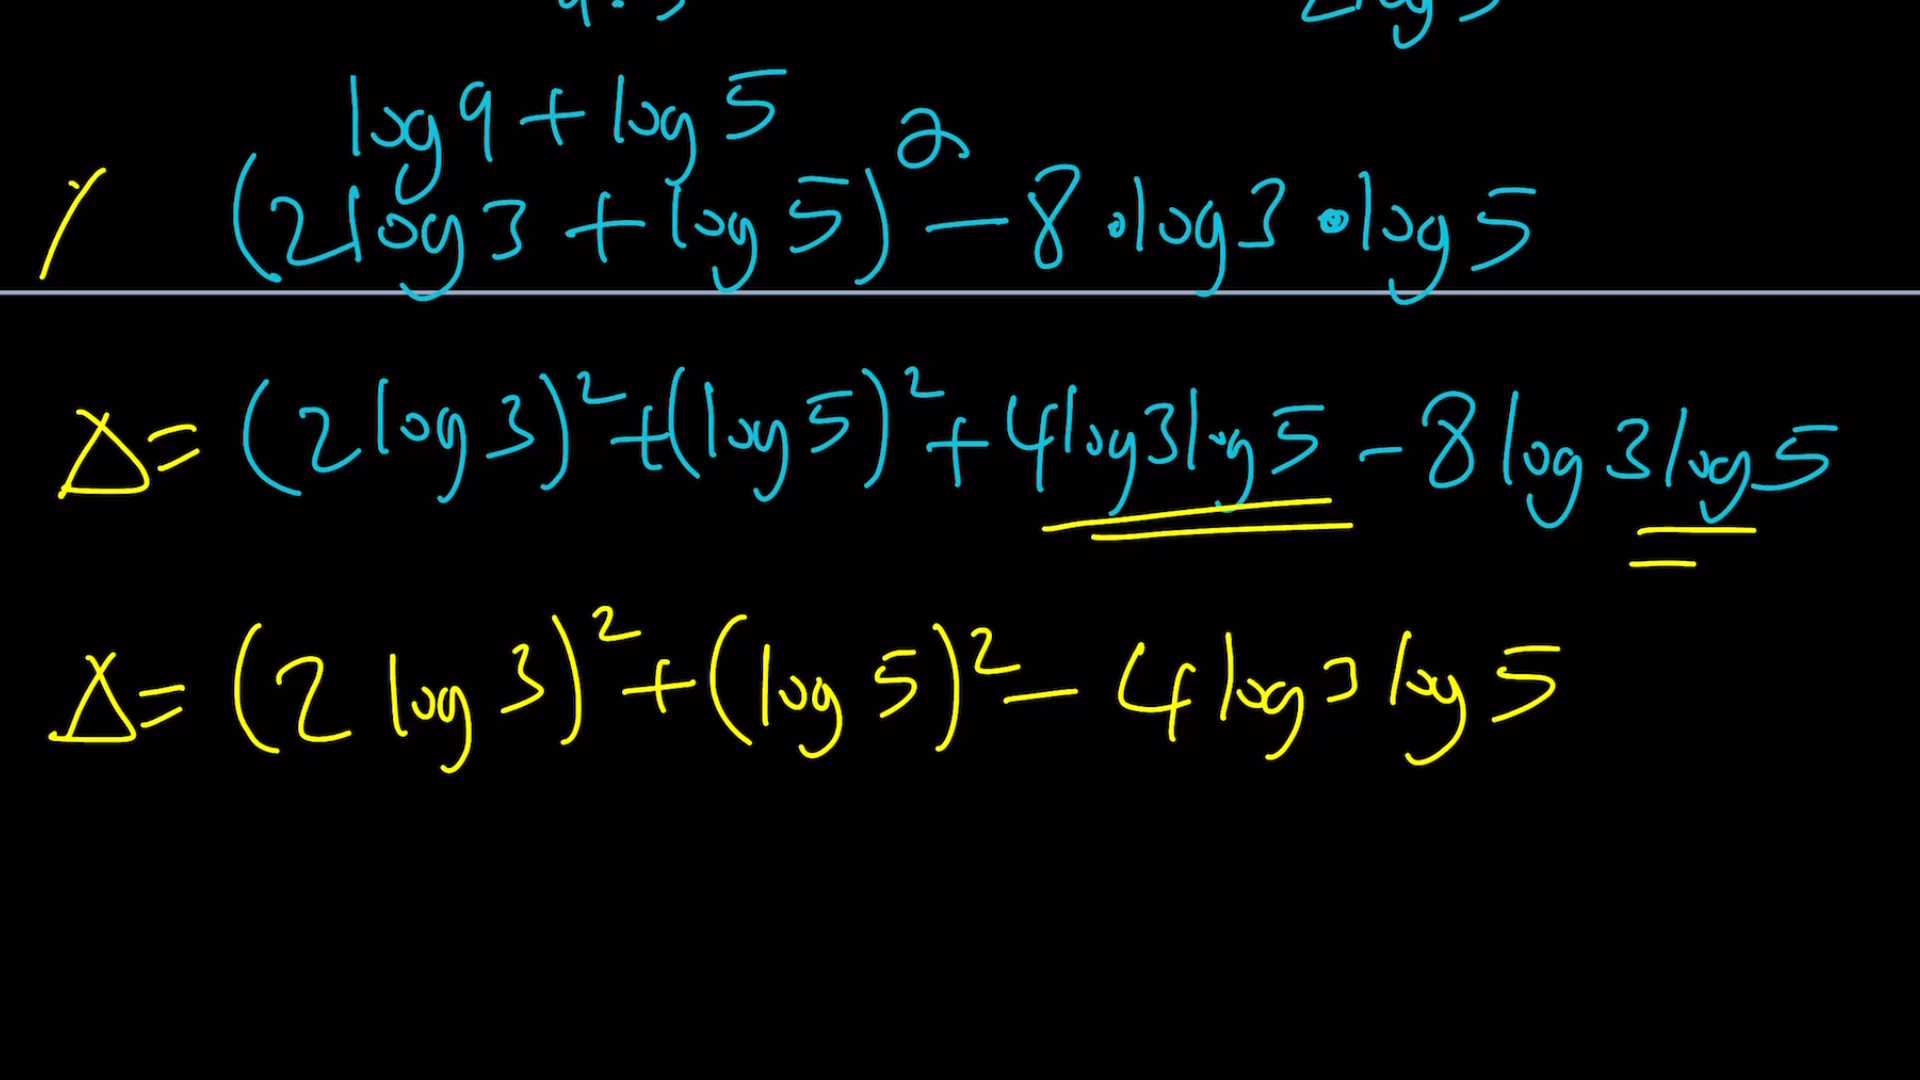 log 9 + log 5
(2log 3 + log 5)² - 8 · log 3 · log 5
Δ = (2 log 3)² + (log 5)² + 4 log 3 log 5 - 8 log 3 log 5
Δ = (2 log 3)² + (log 5)² - 4 log 3 log 5